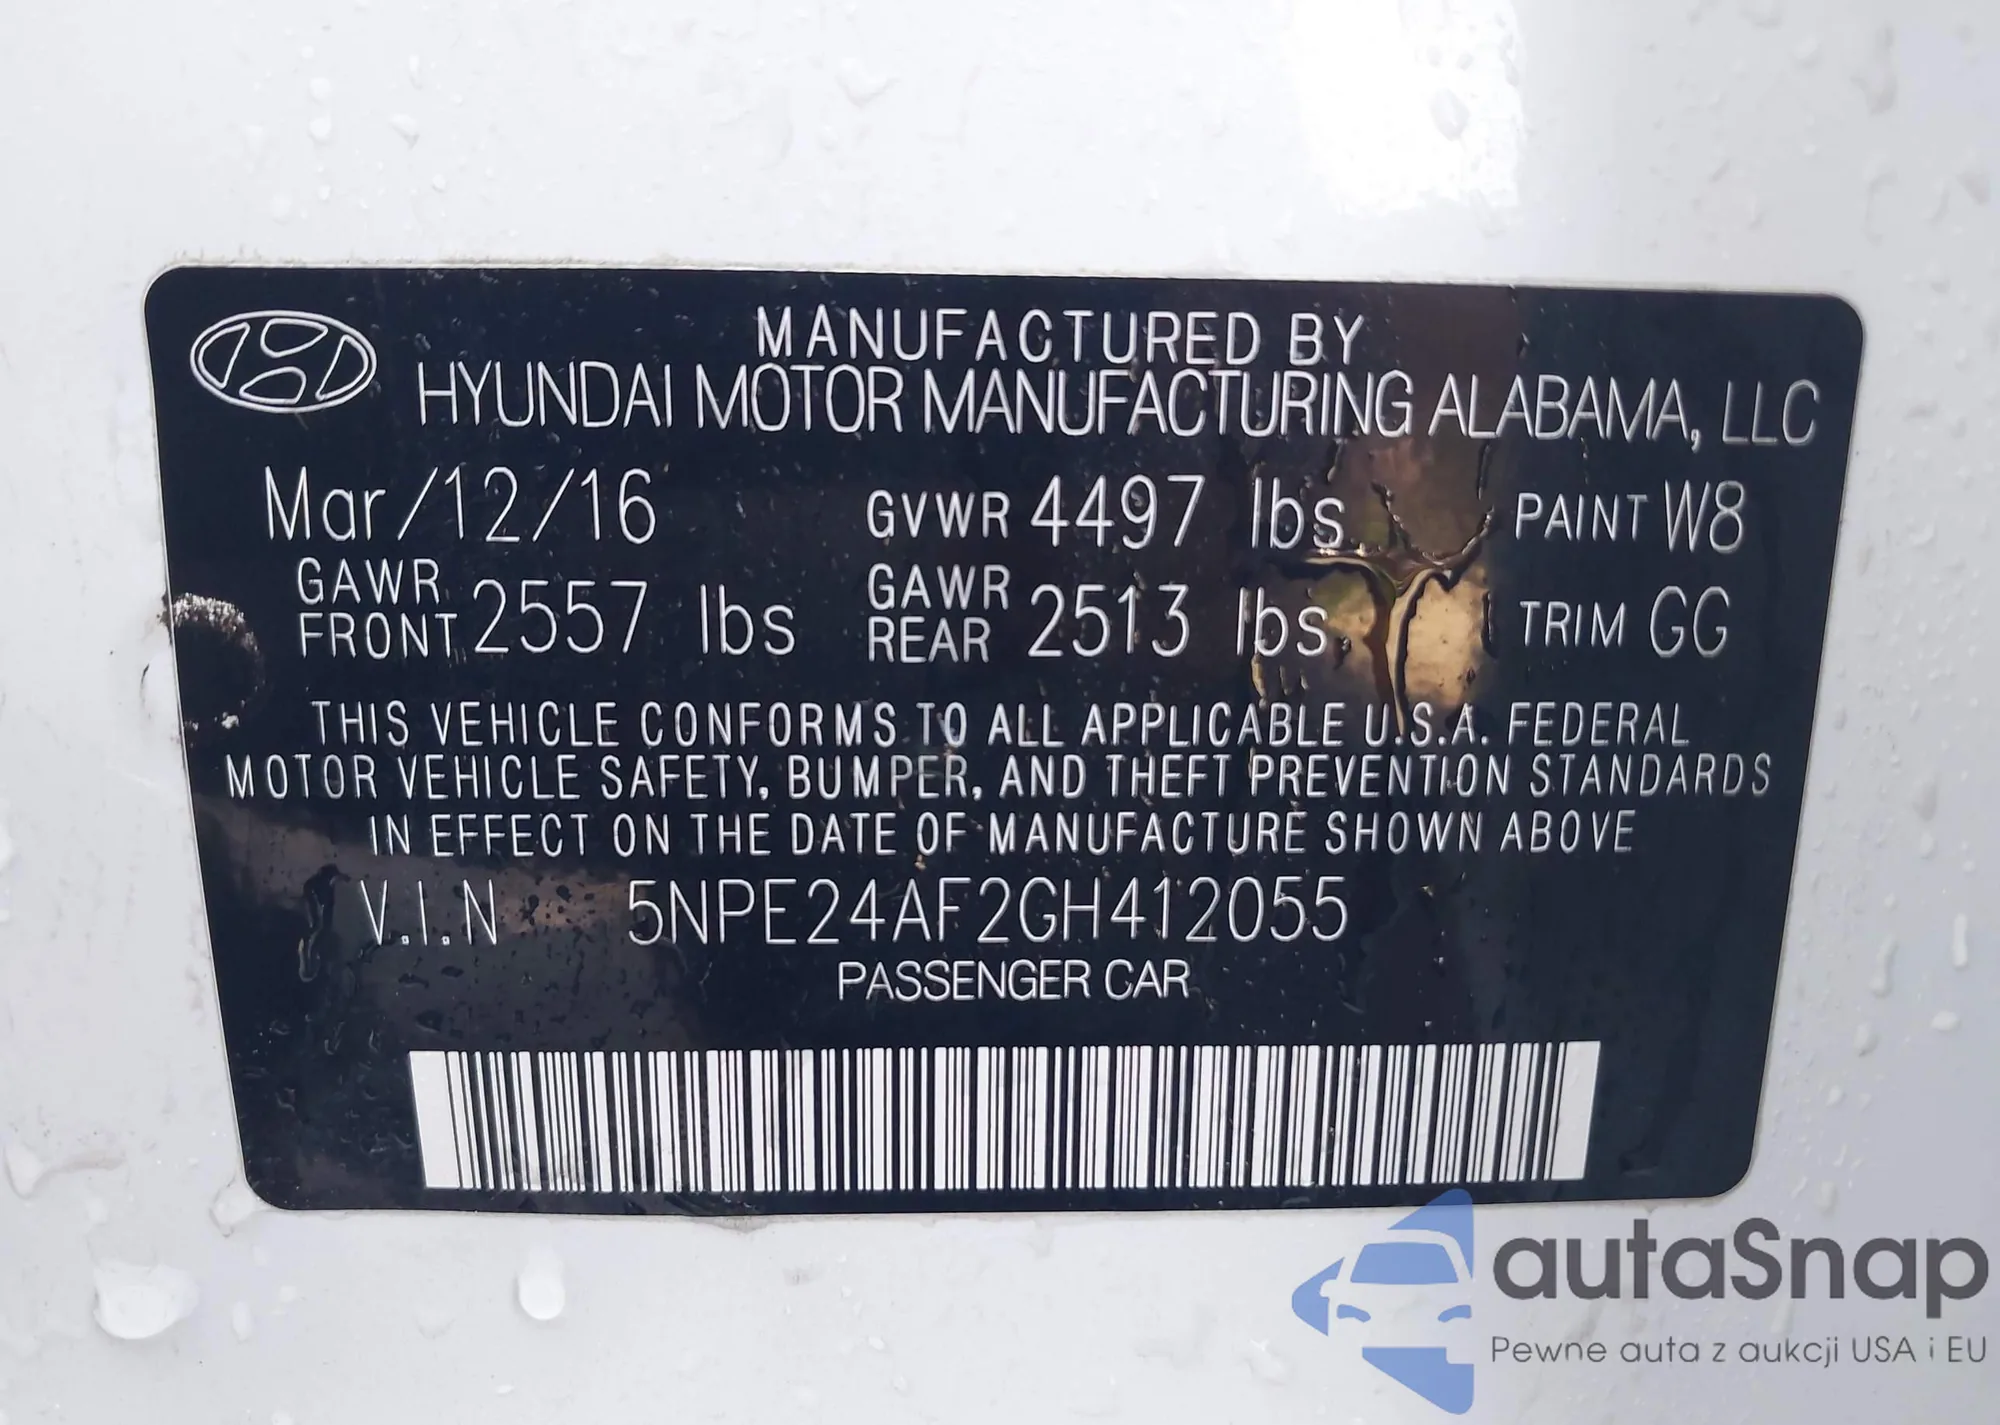 MANUFACTURED BY
HYUNDAI MOTOR MANUFACTURING ALABAMA, LLC
Mar/12/16 GVWR 4497 lbs PAINT W8
GAWR FRONT 2557 lbs GAWR REAR 2513 lbs TRIM GG
THIS VEHICLE CONFORMS TO ALL APPLICABLE U.S.A. FEDERAL
MOTOR VEHICLE SAFETY, BUMPER, AND THEFT PREVENTION STANDARDS
IN EFFECT ON THE DATE OF MANUFACTURE SHOWN ABOVE
V.I.N 5NPE24AF2GH412055
PASSENGER CAR
autaSnap
Pewne auta z aukcji USA i EU